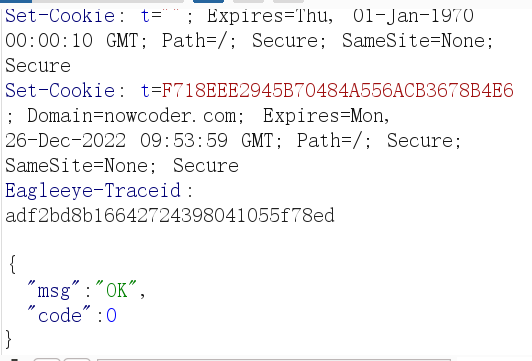 Set-Cookie: t=""; Expires=Thu, 01-Jan-1970
00:00:10 GMT; Path=/; Secure; SameSite=None;
Secure
Set-Cookie: t=F718EEE2945B70484A556ACB3678B4E6
; Domain=nowcoder.com; Expires=Mon,
26-Dec-2022 09:53:59 GMT; Path=/; Secure;
SameSite=None; Secure
Eagleeye-Traceid:
adf2bd8b16642724398041055f78ed
{
"msg":"OK",
"code":0
}